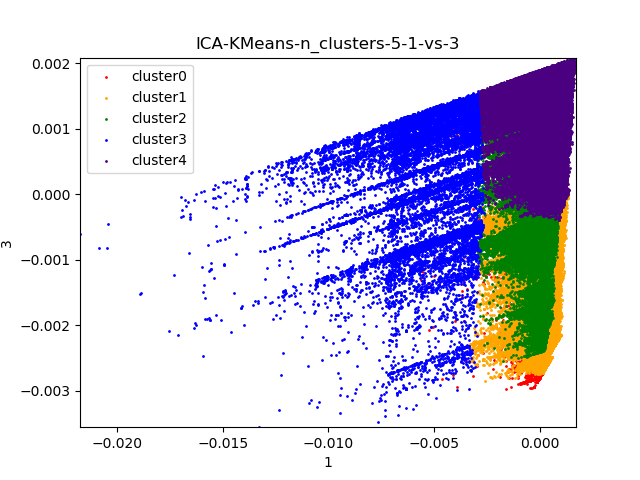 ICA-KMeans-n_clusters-5-1-vs-3
cluster0
cluster1
cluster2
cluster3
cluster4
0.002
0.001
0.000
−0.001
−0.002
−0.003
3
−0.020
−0.015
−0.010
−0.005
0.000
1